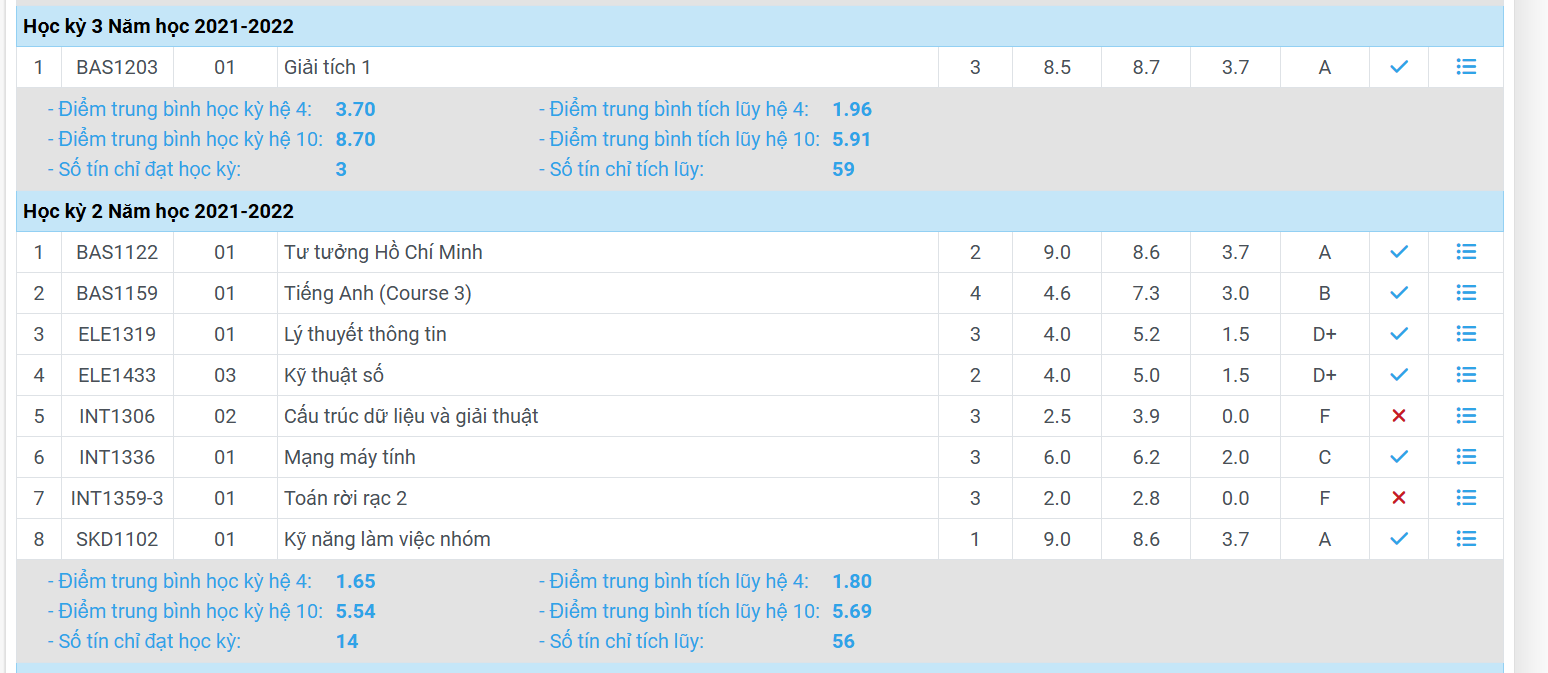 Học kỳ 3 Năm học 2021-2022
1 BAS1203 01 Giải tích 1 3 8.5 8.7 3.7 A
- Điểm trung bình học kỳ hệ 4: 3.70 - Điểm trung bình tích lũy hệ 4: 1.96
- Điểm trung bình học kỳ hệ 10: 8.70 - Điểm trung bình tích lũy hệ 10: 5.91
- Số tín chỉ đạt học kỳ: 3 - Số tín chỉ tích lũy: 59
Học kỳ 2 Năm học 2021-2022
1 BAS1122 01 Tư tưởng Hồ Chí Minh 2 9.0 8.6 3.7 A
2 BAS1159 01 Tiếng Anh (Course 3) 4 4.6 7.3 3.0 B
3 ELE1319 01 Lý thuyết thông tin 3 4.0 5.2 1.5 D+
4 ELE1433 03 Kỹ thuật số 2 4.0 5.0 1.5 D+
5 INT1306 02 Cấu trúc dữ liệu và giải thuật 3 2.5 3.9 0.0 F
6 INT1336 01 Mạng máy tính 3 6.0 6.2 2.0 C
7 INT1359-3 01 Toán rời rạc 2 3 2.0 2.8 0.0 F
8 SKD1102 01 Kỹ năng làm việc nhóm 1 9.0 8.6 3.7 A
- Điểm trung bình học kỳ hệ 4: 1.65 - Điểm trung bình tích lũy hệ 4: 1.80
- Điểm trung bình học kỳ hệ 10: 5.54 - Điểm trung bình tích lũy hệ 10: 5.69
- Số tín chỉ đạt học kỳ: 14 - Số tín chỉ tích lũy: 56